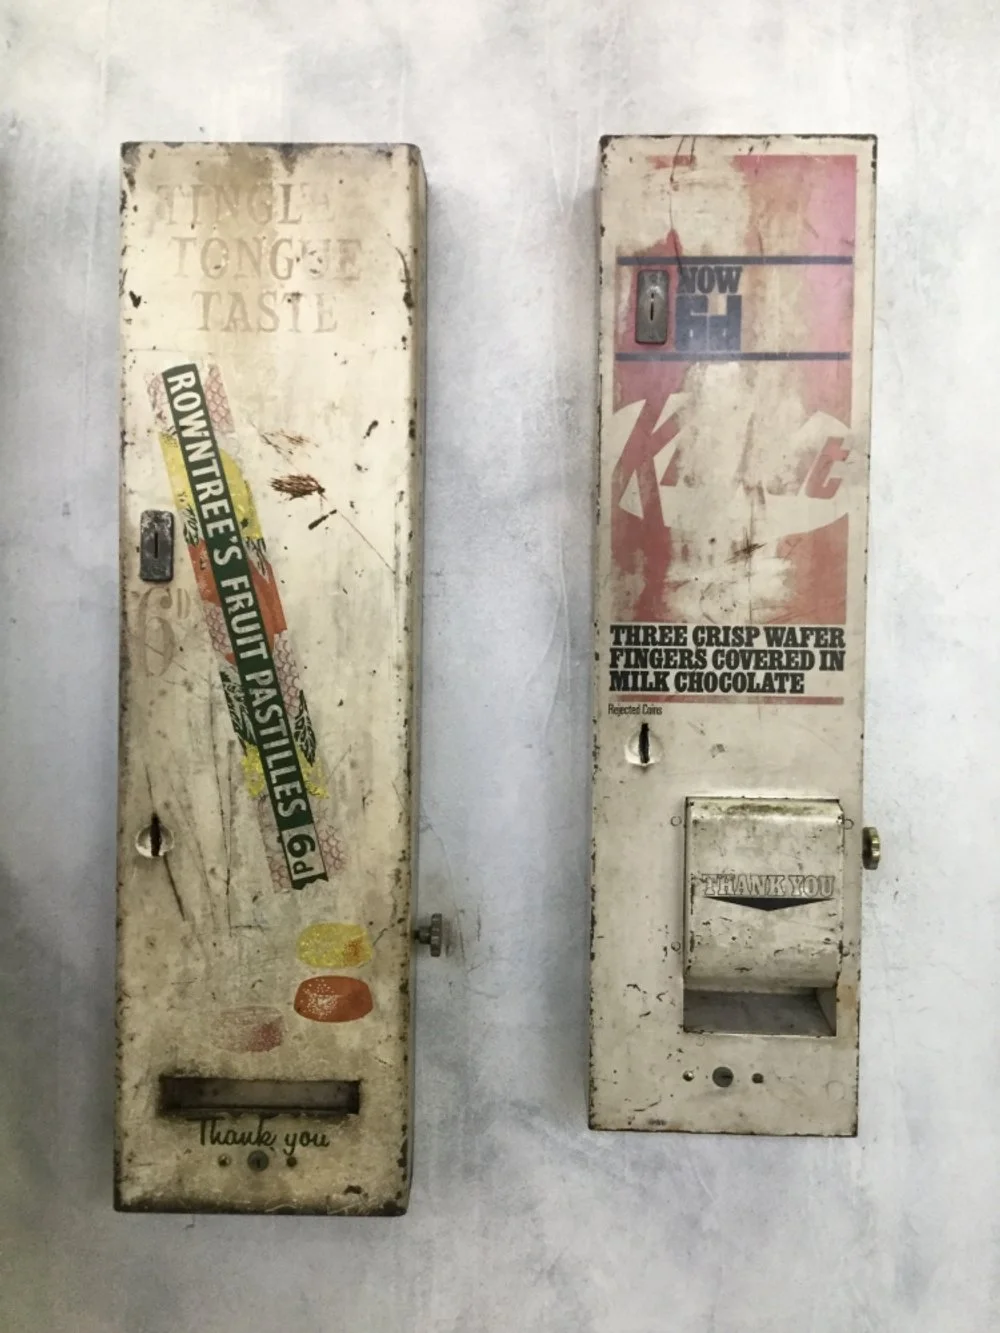 TINGLE
TONGUE
TASTE
ROWNTREE'S FRUIT PASTILLES 6d
6D
Thank you
NOW
6d
KitKat
THREE CRISP WAFER
FINGERS COVERED IN
MILK CHOCOLATE
Rejected Coins
THANK YOU